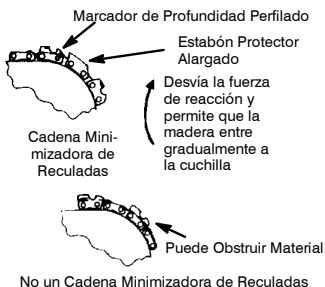 Marcador de Profundidad Perfilado
Estabón Protector
Alargado
Desvía la fuerza
de reacción y
permite que la
madera entre
gradualmente a
la cuchilla
Cadena Mini-
mizadora de
Reculadas
Puede Obstruir Material
No un Cadena Minimizadora de Reculadas